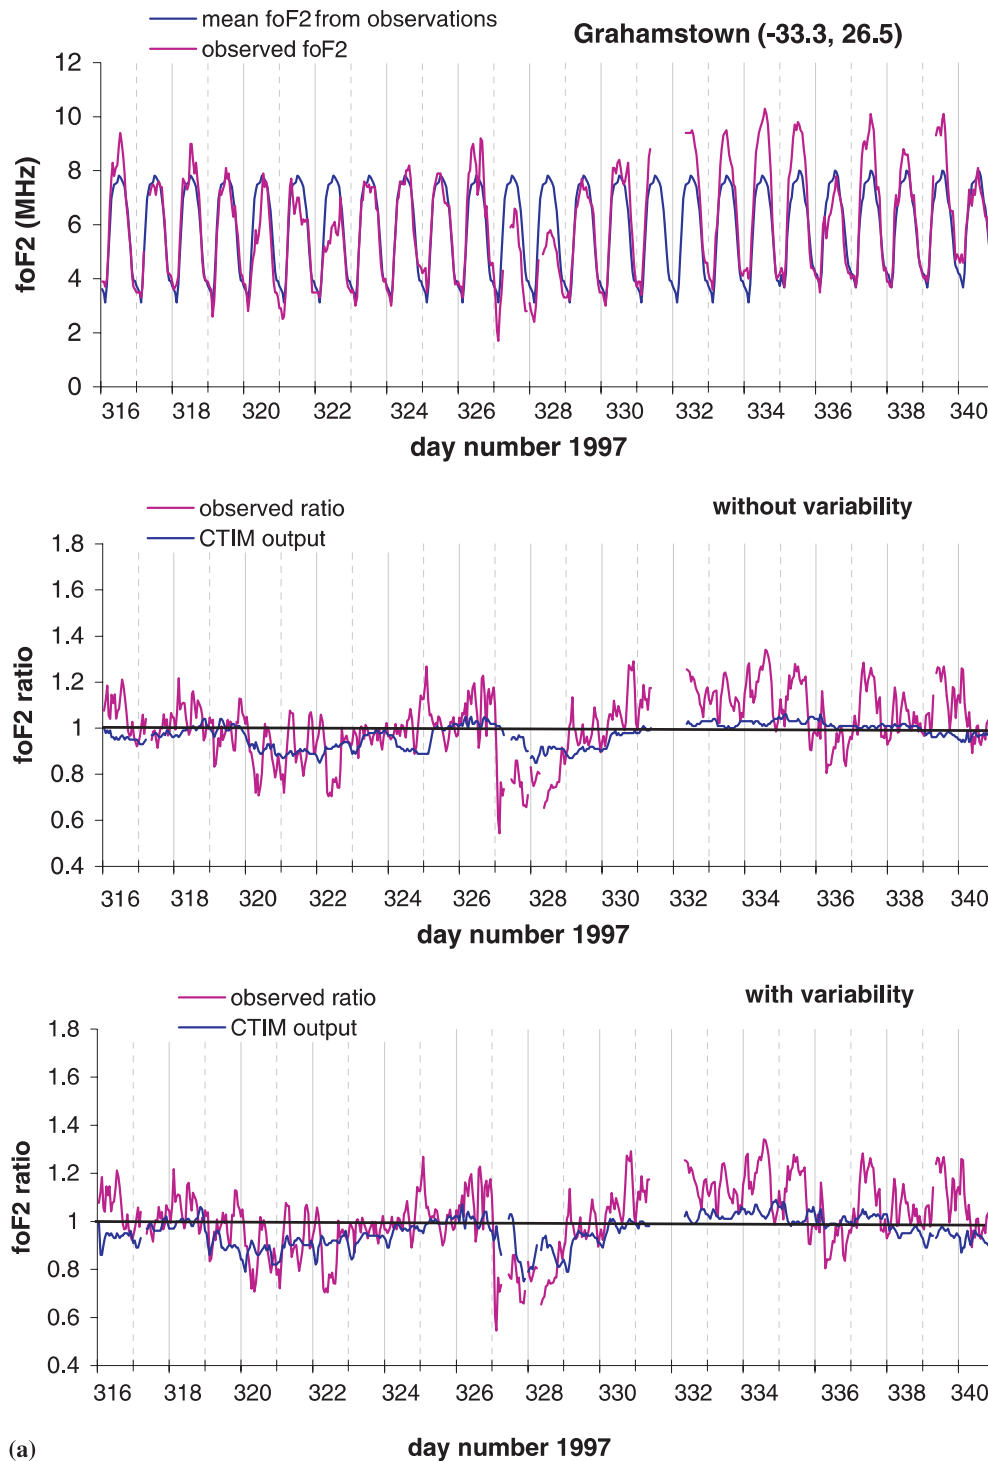 mean foF2 from observations
observed foF2
Grahamstown (-33.3, 26.5)
12
10
8
6
4
2
0
foF2 (MHz)
316 318 320 322 324 326 328 330 332 334 336 338 340
day number 1997
observed ratio
CTIM output
without variability
1.8
1.6
1.4
1.2
1
0.8
0.6
0.4
foF2 ratio
316 318 320 322 324 326 328 330 332 334 336 338 340
day number 1997
observed ratio
CTIM output
with variability
1.8
1.6
1.4
1.2
1
0.8
0.6
0.4
foF2 ratio
316 318 320 322 324 326 328 330 332 334 336 338 340
(a)
day number 1997